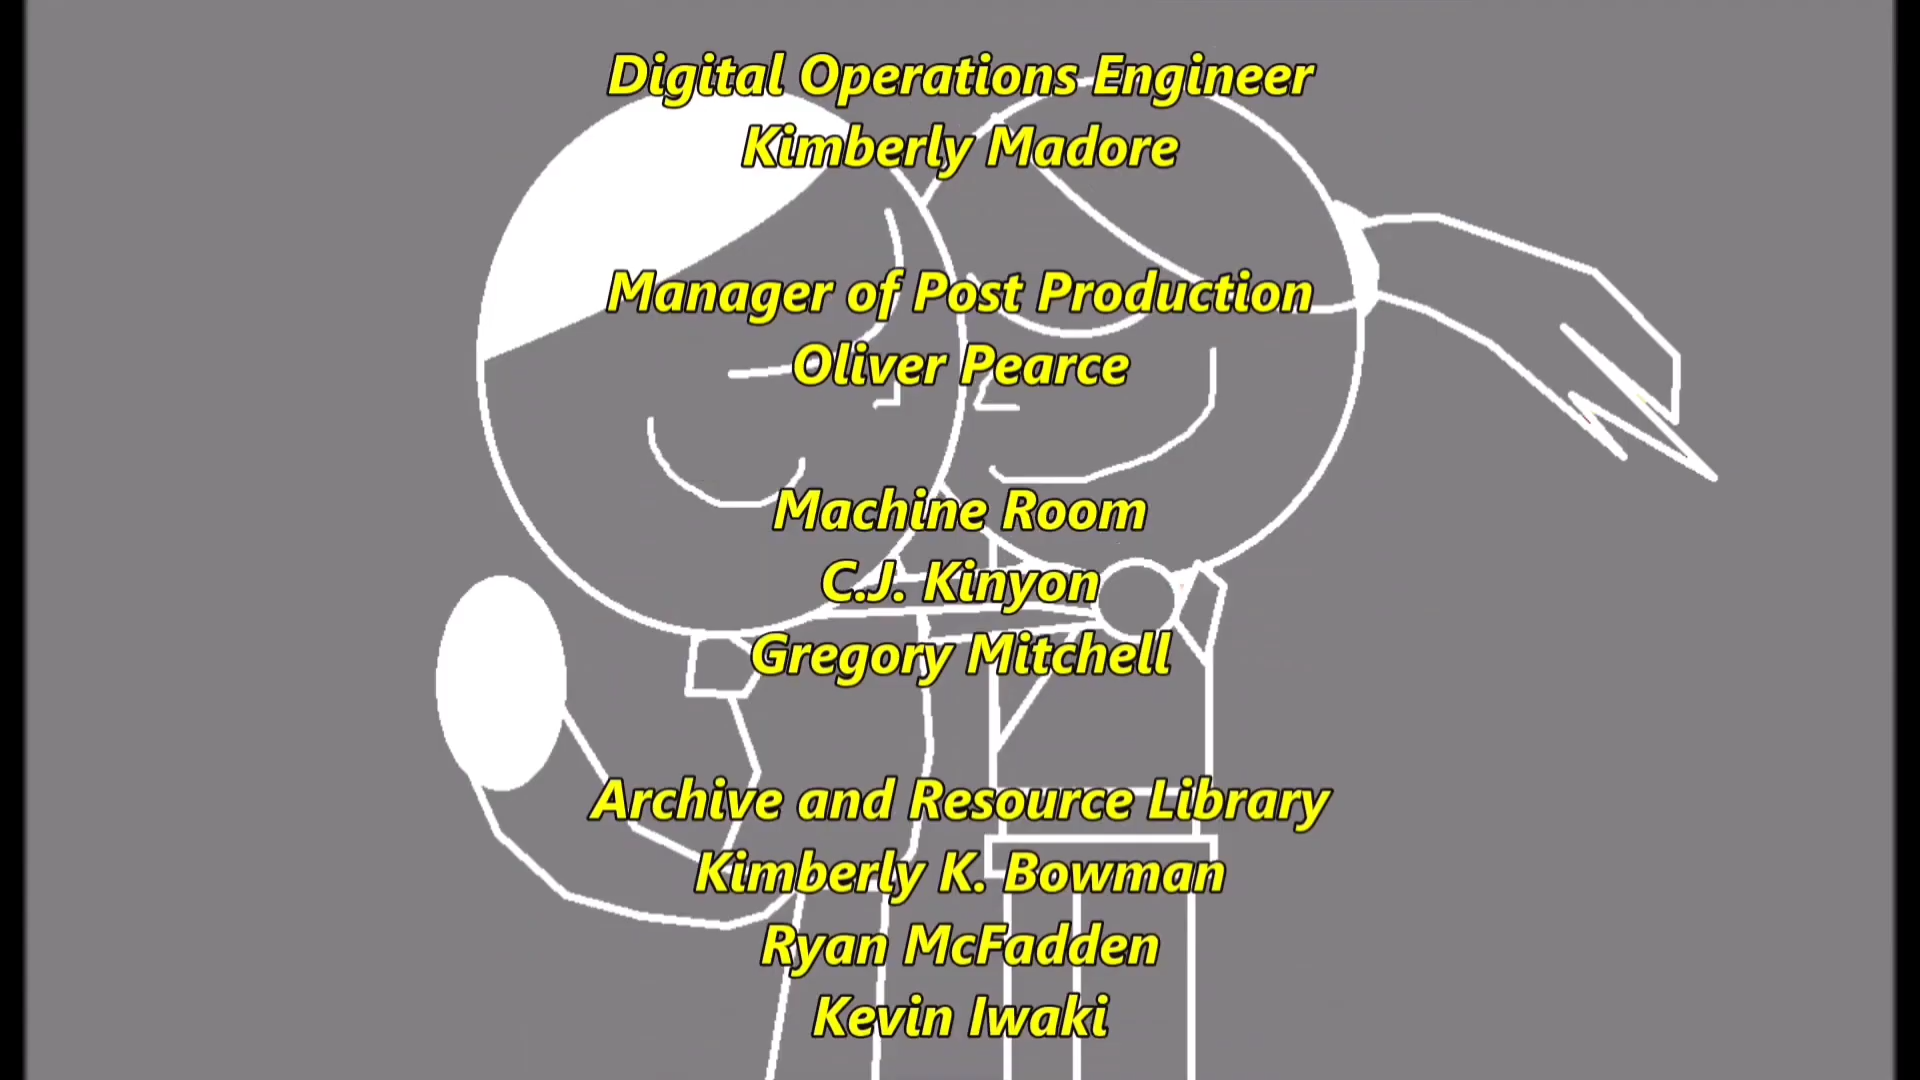 Digital Operations Engineer
Kimberly Madore
Manager of Post Production
Oliver Pearce
Machine Room
C.J. Kinyon
Gregory Mitchell
Archive and Resource Library
Kimberly K. Bowman
Ryan McFadden
Kevin Iwaki